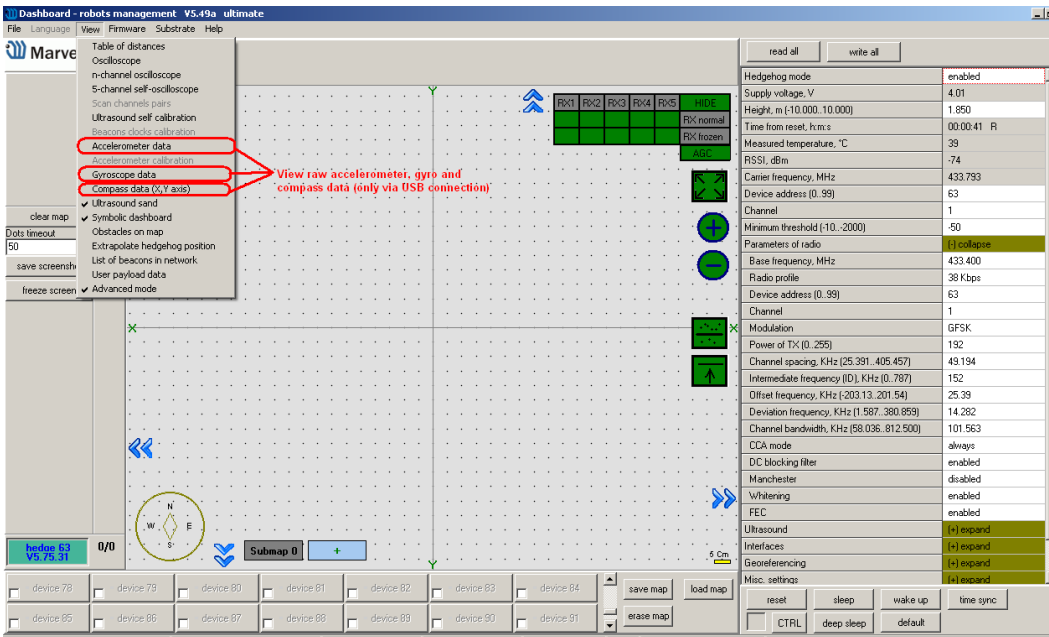 Dashboard - robots management V5.49a ultimate
File Language View Firmware Substrate Help
Marve
Table of distances
Oscilloscope
n-channel oscilloscope
5-channel self-oscilloscope
Scan channels pairs
Ultrasound self calibration
Beacons clocks calibration
Accelerometer data
Accelerometer calibration
Gyroscope data
Compass data (X,Y axis)
Ultrasound sand
Symbolic dashboard
Obstacles on map
Extrapolate hedgehog position
List of beacons in network
User payload data
Advanced mode
View raw accelerometer, gyro and
compass data (only via USB connection)
clear map
Dots timeout
50
save screensh
freeze screen
hedge 63
V5.75.31
0/0
RX1 RX2 RX3 RX4 RX5 HIDE
RX normal
RX frozen
AGC
Y
X X
Y
N
W E
S
Submap 0 +
5 Cm
read all write all
Hedgehog mode enabled
Supply voltage, V 4.01
Height, m (-10.000..10.000) 1.850
Time from reset, h:m:s 00:00:41 R
Measured temperature, °C 39
RSSI, dBm -74
Carrier frequency, MHz 433.793
Device address (0..99) 63
Channel 1
Minimum threshold (-10..-2000) -50
Parameters of radio (-) collapse
Base frequency, MHz 433.400
Radio profile 38 Kbps
Device address (0..99) 63
Channel 1
Modulation GFSK
Power of TX (0..255) 192
Channel spacing, KHz (25.391..405.457) 49.194
Intermediate frequency (ID), KHz (0..787) 152
Offset frequency, KHz (-203.13..201.54) 25.39
Deviation frequency, KHz (1.587..380.859) 14.282
Channel bandwidth, KHz (58.036..812.500) 101.563
CCA mode always
DC blocking filter enabled
Manchester disabled
Whitening enabled
FEC enabled
Ultrasound (+) expand
Interfaces (+) expand
Georeferencing (+) expand
Misc. settings (+) expand
device 78 device 79 device 80 device 81 device 82 device 83 device 84
device 85 device 86 device 87 device 88 device 89 device 90 device 91
save map load map
erase map
reset sleep wake up time sync
CTRL deep sleep default